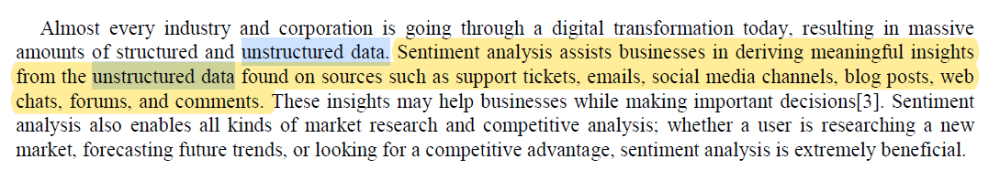 Almost every industry and corporation is going through a digital transformation today, resulting in massive
amounts of structured and unstructured data. Sentiment analysis assists businesses in deriving meaningful insights
from the unstructured data found on sources such as support tickets, emails, social media channels, blog posts, web
chats, forums, and comments. These insights may help businesses while making important decisions[3]. Sentiment
analysis also enables all kinds of market research and competitive analysis; whether a user is researching a new
market, forecasting future trends, or looking for a competitive advantage, sentiment analysis is extremely beneficial.